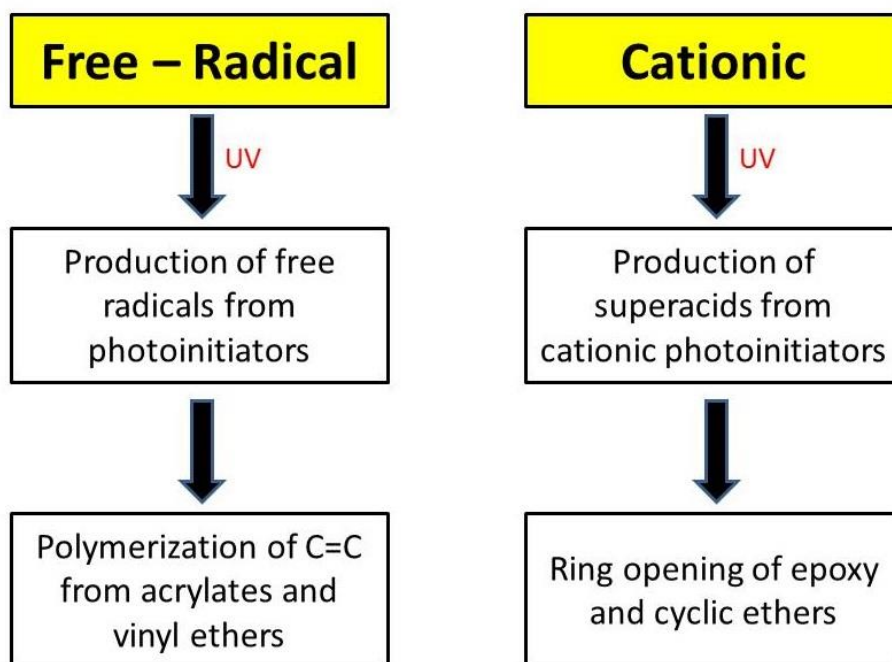 Free – Radical
UV
Production of free
radicals from
photoinitiators
Polymerization of C=C
from acrylates and
vinyl ethers
Cationic
UV
Production of
superacids from
cationic photoinitiators
Ring opening of epoxy
and cyclic ethers